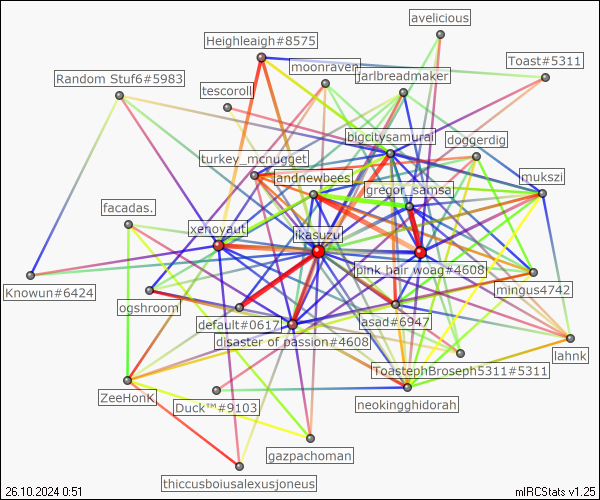 avelicious
Heighleaigh#8575
Toast#5311
moonraven
jarlbreadmaker
Random Stuf6#5983
tescoroll
bigcitysamurai
doggerdig
turkey_mcnugget
andnewbees
mukszi
gregor_samsa
facadas.
xenoyaut
ikasuzu
pink hair woag#4608
Knowun#6424
mingus4742
ogshroom
default#0617
asad#6947
disaster of passion#4608
lahnk
ToastephBroseph5311#5311
ZeeHonK
Duck™#9103
neokingghidorah
gazpachoman
thiccusboiusalexusjoneus
26.10.2024 0:51
mIRCStats v1.25